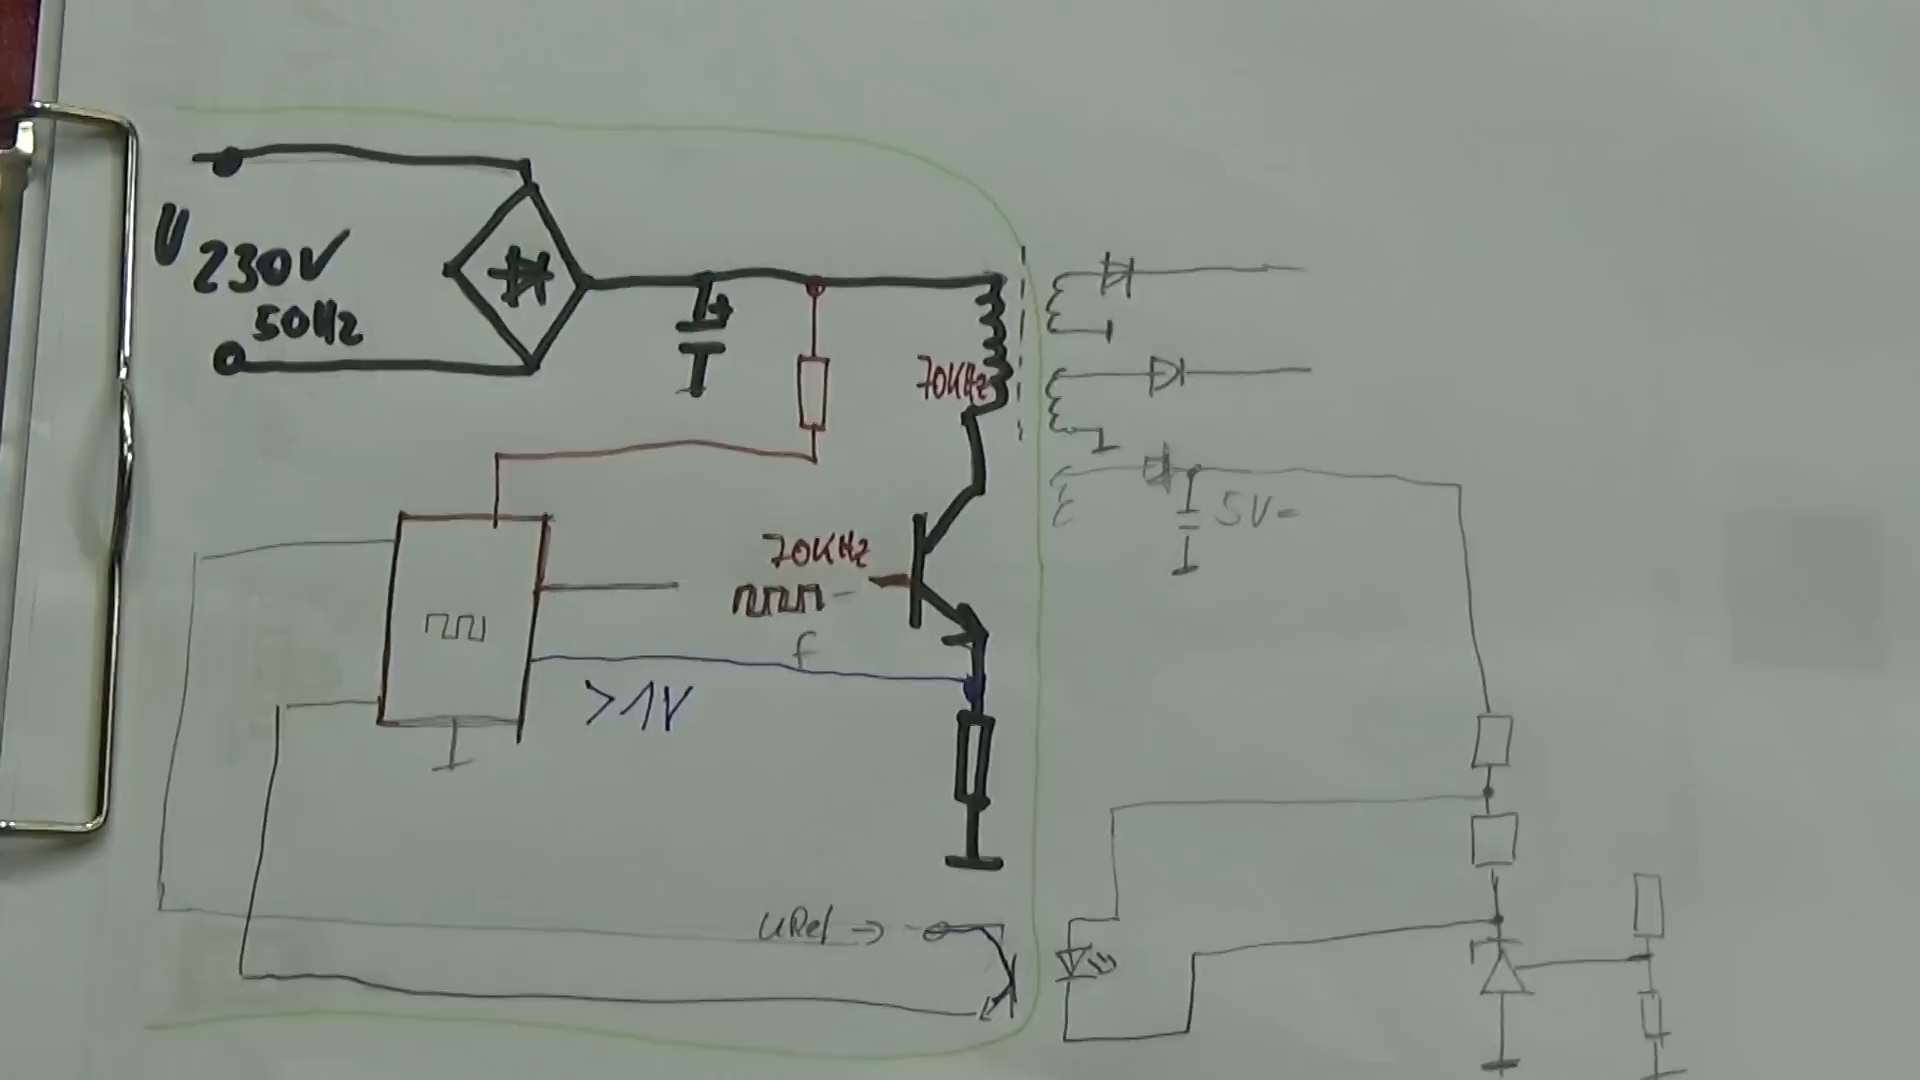 U 230V
50Hz
70KHz
5V=
70KHz
f
>1V
URef →